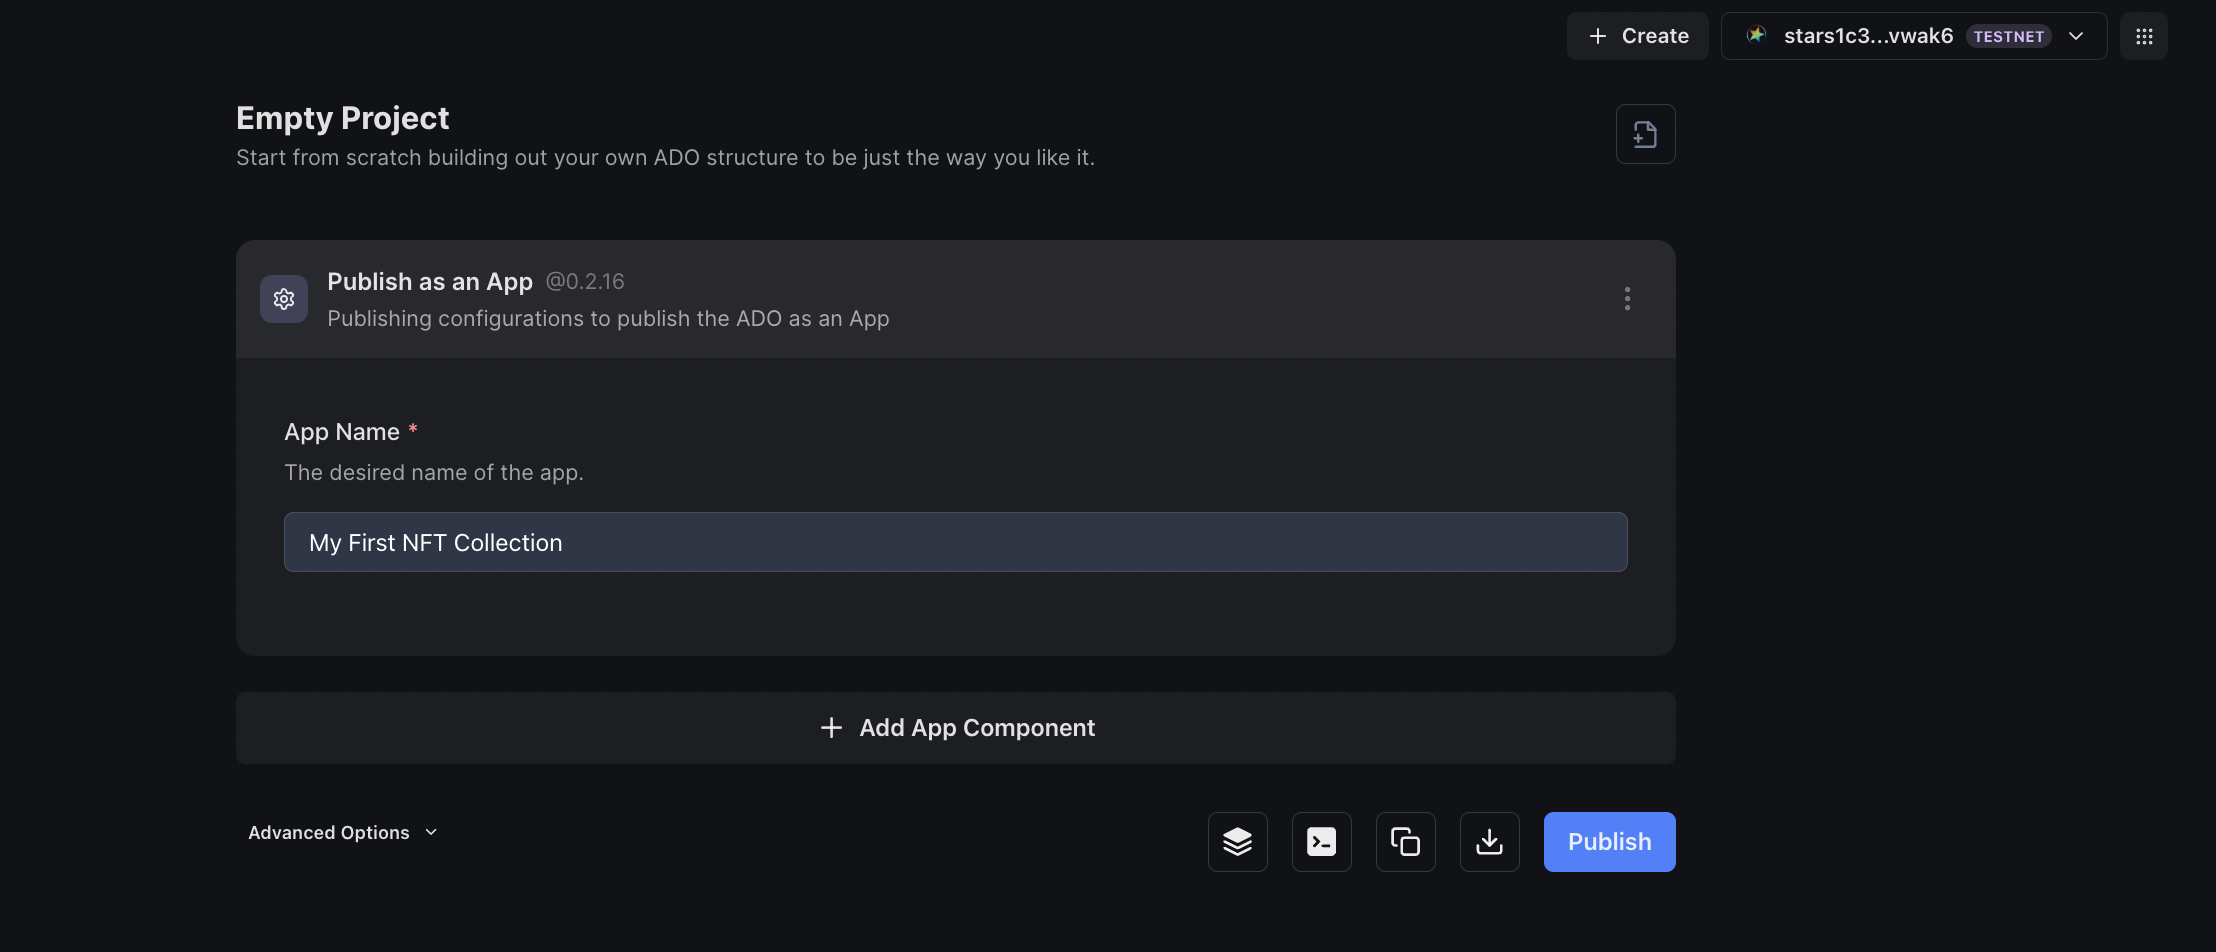 Create
stars1c3...vwak6 TESTNET
Empty Project
Start from scratch building out your own ADO structure to be just the way you like it.
Publish as an App @0.2.16
Publishing configurations to publish the ADO as an App
App Name *
The desired name of the app.
My First NFT Collection
Add App Component
Advanced Options
Publish